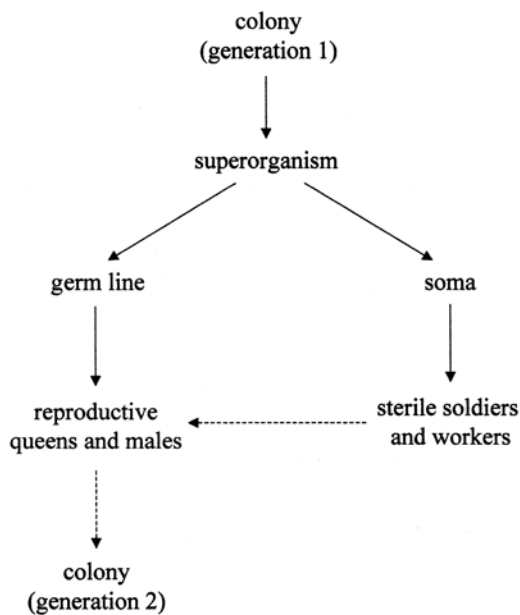 colony
(generation 1)
superorganism
germ line
soma
reproductive
queens and males
sterile soldiers
and workers
colony
(generation 2)